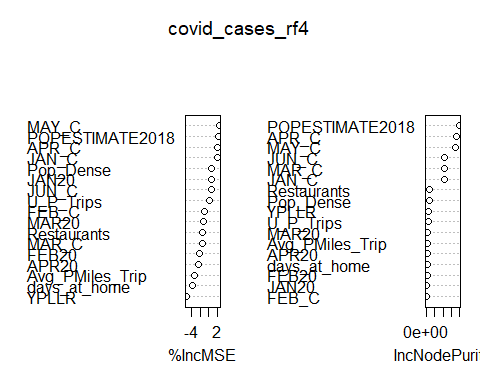 covid_cases_rf4
MAY_C
POPESTIMATE2018
APR_C
JAN_C
Pop_Dense
JAN20
JUN_C
U_P_Trips
FEB_C
MAR20
Restaurants
MAR_C
FEB20
APR20
Avg_PMiles_Trip
days_at_home
YPLLR
-4 2
%IncMSE
POPESTIMATE2018
APR_C
MAY_C
JUN_C
MAR_C
JAN_C
Restaurants
Pop_Dense
YPLLR
U_P_Trips
MAR20
Avg_PMiles_Trip
APR20
days_at_home
FEB20
JAN20
FEB_C
0e+00
IncNodePuri